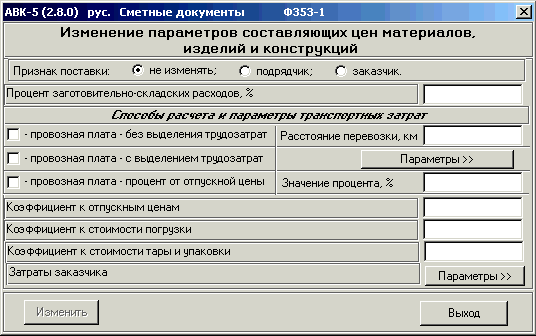 АВК-5 (2.8.0) рус. Сметные документы Ф353-1
Изменение параметров составляющих цен материалов,
изделий и конструкций
Признак поставки: не изменять; подрядчик; заказчик.
Процент заготовительно-складских расходов, %
Способы расчета и параметры транспортных затрат
- провозная плата - без выделения трудозатрат Расстояние перевозки, км
- провозная плата - с выделением трудозатрат Параметры >>
- провозная плата - процент от отпускной цены Значение процента, %
Коэффициент к отпускным ценам
Коэффициент к стоимости погрузки
Коэффициент к стоимости тары и упаковки
Затраты заказчика Параметры >>
Изменить Выход